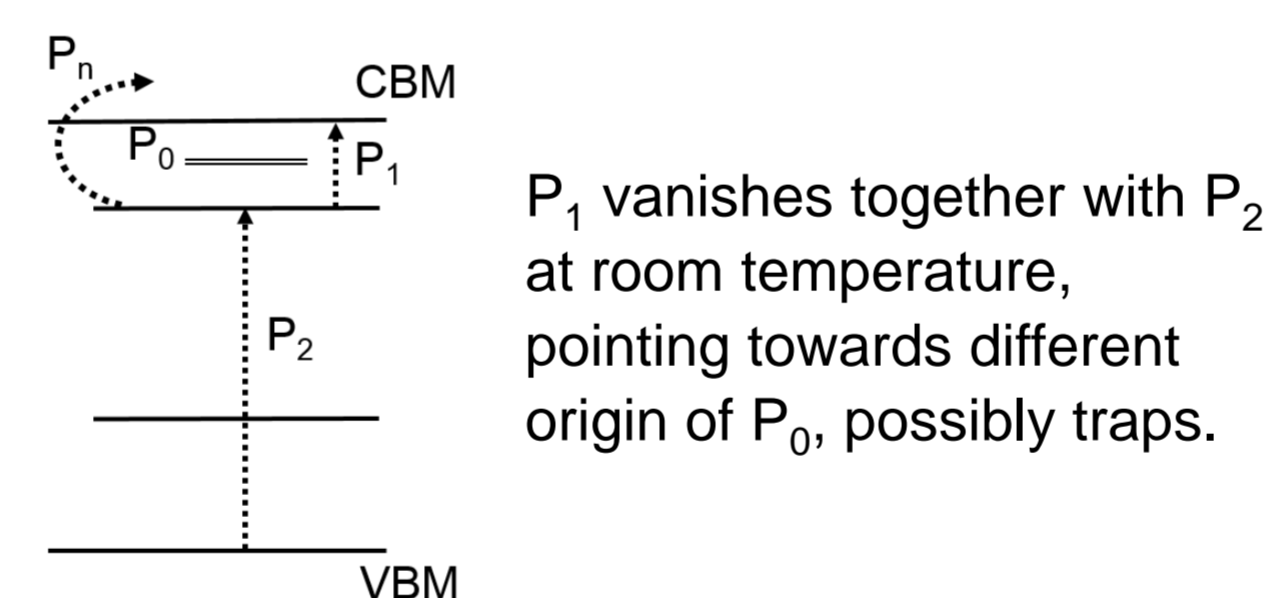 Pₙ
CBM
P₀
P₁
P₁ vanishes together with P₂
at room temperature,
P₂
pointing towards different
origin of P₀, possibly traps.
VBM